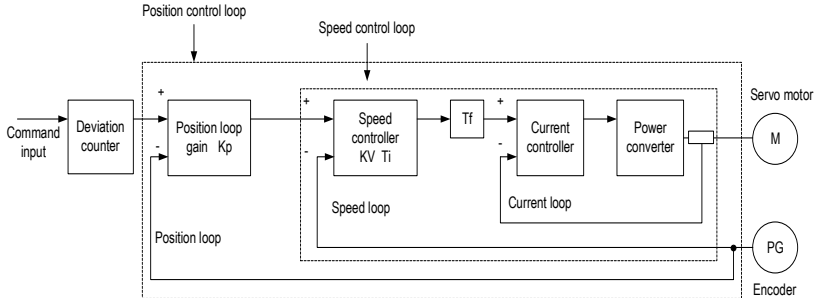 Position control loop
Speed control loop
Servo motor
Command
input
Deviation
counter
+
-
Position loop
gain Kp
+
-
Speed
controller
KV Ti
Tf
+
-
Current
controller
Power
converter
M
Speed loop
Current loop
Position loop
PG
Encoder